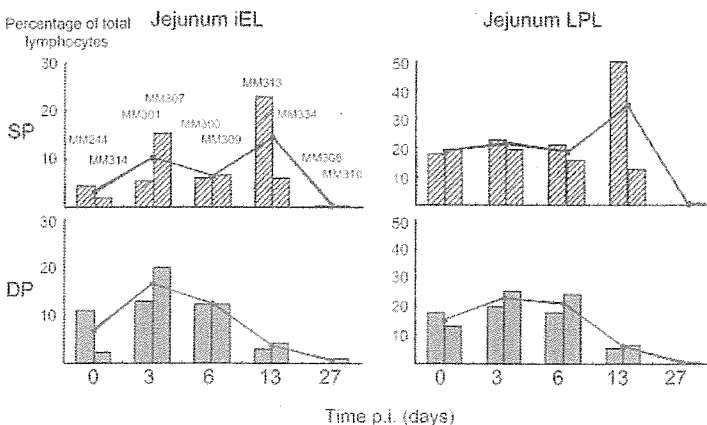 Percentage of total
lymphocytes
Jejunum iEL
Jejunum LPL
SP
30
20
10
MM244
MM314
MM301
MM307
MM300
MM309
MM313
MM334
MM308
MM310
50
40
30
20
10
DP
30
20
10
50
40
30
20
10
0 3 6 13 27
0 3 6 13 27
Time p.i. (days)